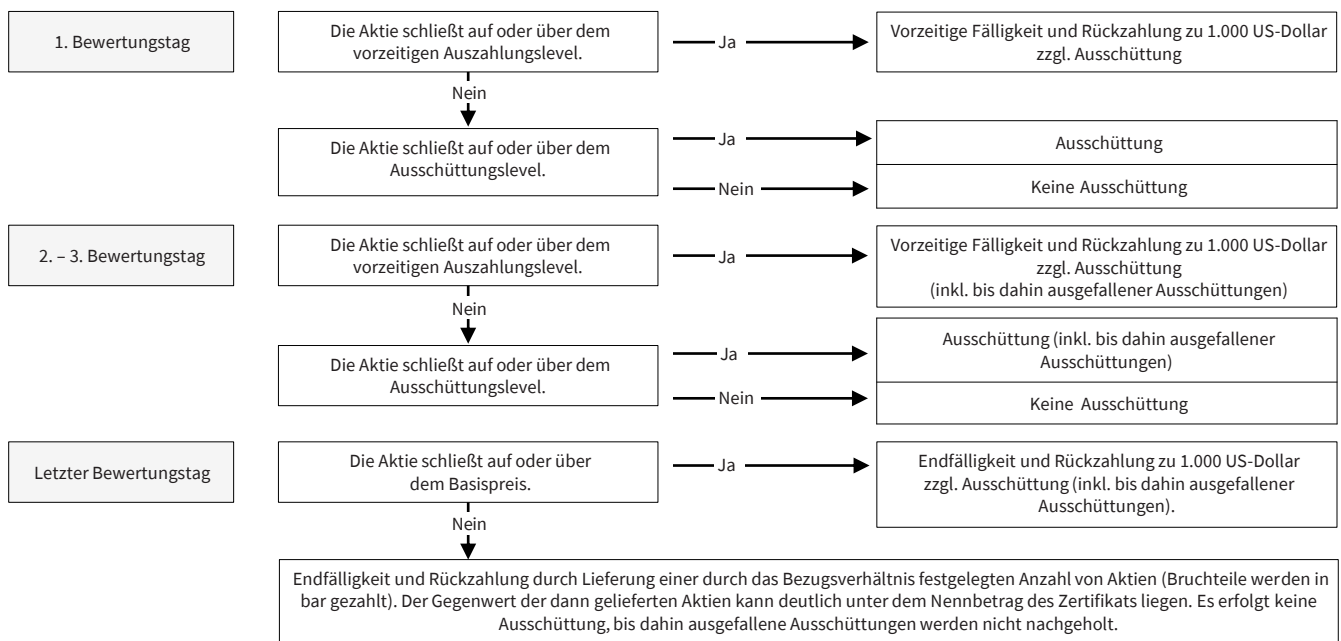 1. Bewertungstag
Die Aktie schließt auf oder über dem
vorzeitigen Auszahlungslevel.
Ja
Vorzeitige Fälligkeit und Rückzahlung zu 1.000 US-Dollar
zzgl. Ausschüttung
Nein
Die Aktie schließt auf oder über dem
Ausschüttungslevel.
Ja
Ausschüttung
Nein
Keine Ausschüttung
2. – 3. Bewertungstag
Die Aktie schließt auf oder über dem
vorzeitigen Auszahlungslevel.
Ja
Vorzeitige Fälligkeit und Rückzahlung zu 1.000 US-Dollar
zzgl. Ausschüttung
(inkl. bis dahin ausgefallener Ausschüttungen)
Nein
Die Aktie schließt auf oder über dem
Ausschüttungslevel.
Ja
Ausschüttung (inkl. bis dahin ausgefallener
Ausschüttungen)
Nein
Keine Ausschüttung
Letzter Bewertungstag
Die Aktie schließt auf oder über
dem Basispreis.
Ja
Endfälligkeit und Rückzahlung zu 1.000 US-Dollar
zzgl. Ausschüttung (inkl. bis dahin ausgefallener
Ausschüttungen).
Nein
Endfälligkeit und Rückzahlung durch Lieferung einer durch das Bezugsverhältnis festgelegten Anzahl von Aktien (Bruchteile werden in
bar gezahlt). Der Gegenwert der dann gelieferten Aktien kann deutlich unter dem Nennbetrag des Zertifikats liegen. Es erfolgt keine
Ausschüttung, bis dahin ausgefallene Ausschüttungen werden nicht nachgeholt.